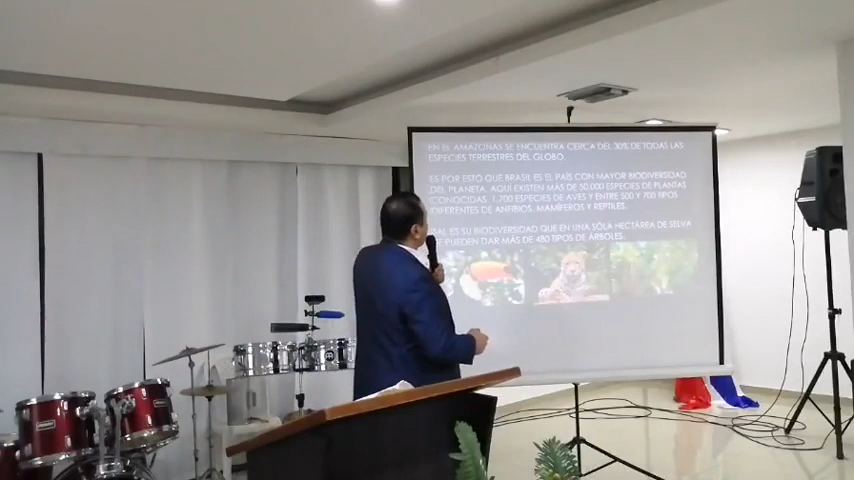 EN EL AMAZONAS SE ENCUENTRA CERCA DEL 30% DE TODAS LAS
ESPECIES TERRESTRES DEL GLOBO.
ES POR ESTO QUE BRASIL ES EL PAÍS CON MAYOR BIODIVERSIDAD
DEL PLANETA. AQUÍ EXISTEN MÁS DE 50.000 ESPECIES DE PLANTAS
CONOCIDAS, 1.700 ESPECIES DE AVES Y ENTRE 500 Y 700 TIPOS
DIFERENTES DE ANFIBIOS, MAMÍFEROS Y REPTILES.
ES SU BIODIVERSIDAD QUE EN UNA SÓLA HECTÁREA DE SELVA
SE PUEDEN DAR MÁS DE 480 TIPOS DE ÁRBOLES.